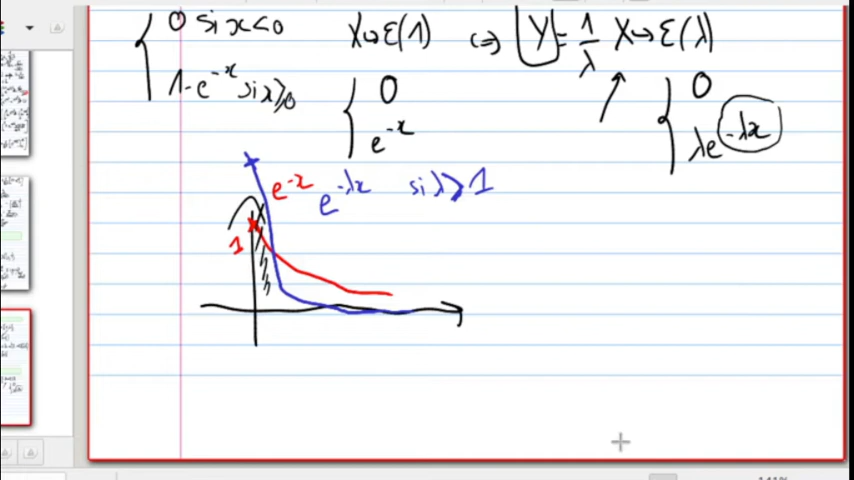 0 si x<0 X↪ε(1) ⇔ Y = 1/λ X↪ε(λ)
1-e^-x si x⩾0 { 0 { 0
e^-x λe^-λx
e^-x e^-λx si λ⩾1
1